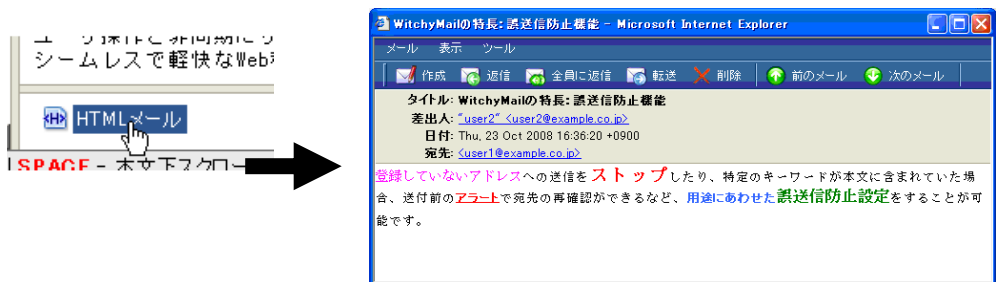 シームレスで軽快なWeb
HTMLメール
SPACE - 本文下スクロー
WitchyMailの特長：誤送信防止機能 - Microsoft Internet Explorer
メール 表示 ツール
作成 返信 全員に返信 転送 削除 前のメール 次のメール
タイトル: WitchyMailの特長：誤送信防止機能
差出人: "user2" <user2@example.co.jp>
日付: Thu, 23 Oct 2008 16:36:20 +0900
宛先: <user1@example.co.jp>
登録していないアドレスへの送信をストップしたり、特定のキーワードが本文に含まれていた場
合、送付前のアラートで宛先の再確認ができるなど、用途にあわせた誤送信防止設定をすることが可
能です。